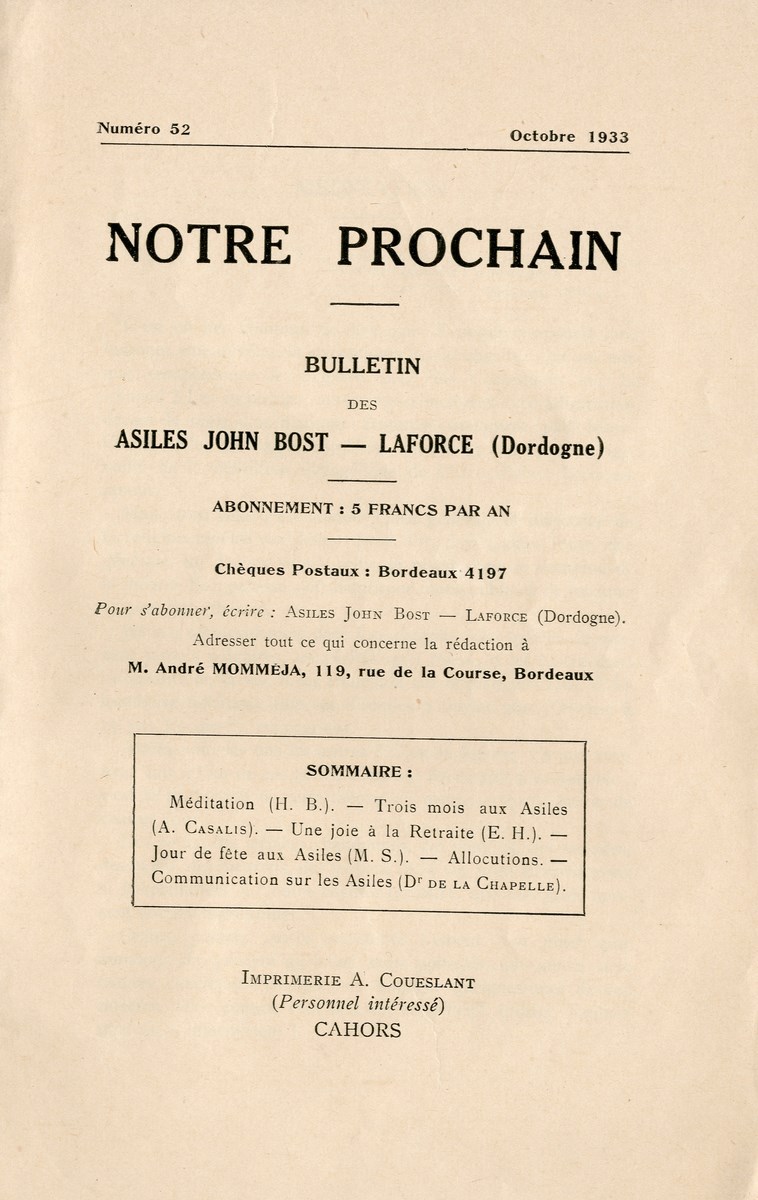 Numéro 52
Octobre 1933
NOTRE PROCHAIN
BULLETIN
DES
ASILES JOHN BOST — LAFORCE (Dordogne)
ABONNEMENT : 5 FRANCS PAR AN
Chèques Postaux : Bordeaux 4197
Pour s'abonner, écrire : ASILES JOHN BOST — LAFORCE (Dordogne).
Adresser tout ce qui concerne la rédaction à
M. André MOMMÉJA, 119, rue de la Course, Bordeaux
SOMMAIRE :
Méditation (H. B.). — Trois mois aux Asiles
(A. CASALIS). — Une joie à la Retraite (E. H.). —
Jour de fête aux Asiles (M. S.). — Allocutions. —
Communication sur les Asiles (Dr DE LA CHAPELLE).
IMPRIMERIE A. COUESLANT
(Personnel intéressé)
CAHORS